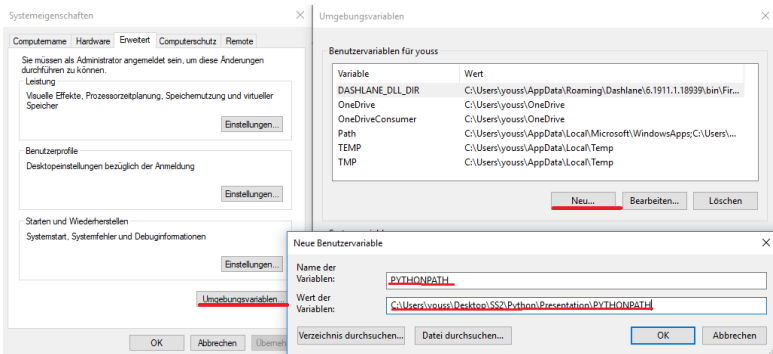 Systemeigenschaften
Computername Hardware Erweitert Computerschutz Remote
Sie müssen als Administrator angemeldet sein, um diese Änderungen
durchführen zu können.
Leistung
Visuelle Effekte, Prozessorzeitplanung, Speichernutzung und virtueller
Speicher
Einstellungen...
Benutzerprofile
Desktopeinstellungen bezüglich der Anmeldung
Einstellungen...
Starten und Wiederherstellen
Systemstart, Systemfehler und Debuginformationen
Einstellungen...
Umgebungsvariablen...
OK Abbrechen Überneh
Umgebungsvariablen
Benutzervariablen für youss
Variable Wert
DASHLANE_DLL_DIR C:\Users\youss\AppData\Roaming\Dashlane\6.1911.1.18939\bin\Fir...
OneDrive C:\Users\youss\OneDrive
OneDriveConsumer C:\Users\youss\OneDrive
Path C:\Users\youss\AppData\Local\Microsoft\WindowsApps;C:\Users\...
TEMP C:\Users\youss\AppData\Local\Temp
TMP C:\Users\youss\AppData\Local\Temp
Neu... Bearbeiten... Löschen
Neue Benutzervariable
Name der
Variablen:
PYTHONPATH
Wert der
Variablen:
C:\Users\youss\Desktop\SS2\Python\Presentation\PYTHONPATH
Verzeichnis durchsuchen... Datei durchsuchen... OK Abbrechen